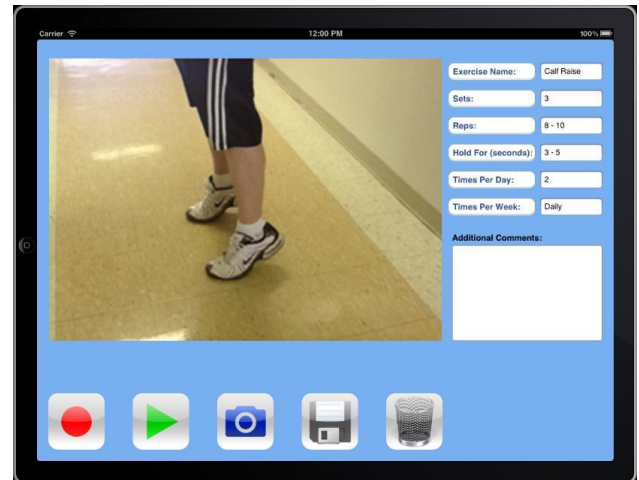 Carrier 12:00 PM 100%
Exercise Name: Calf Raise
Sets: 3
Reps: 8 - 10
Hold For (seconds): 3 - 5
Times Per Day: 2
Times Per Week: Daily
Additional Comments: